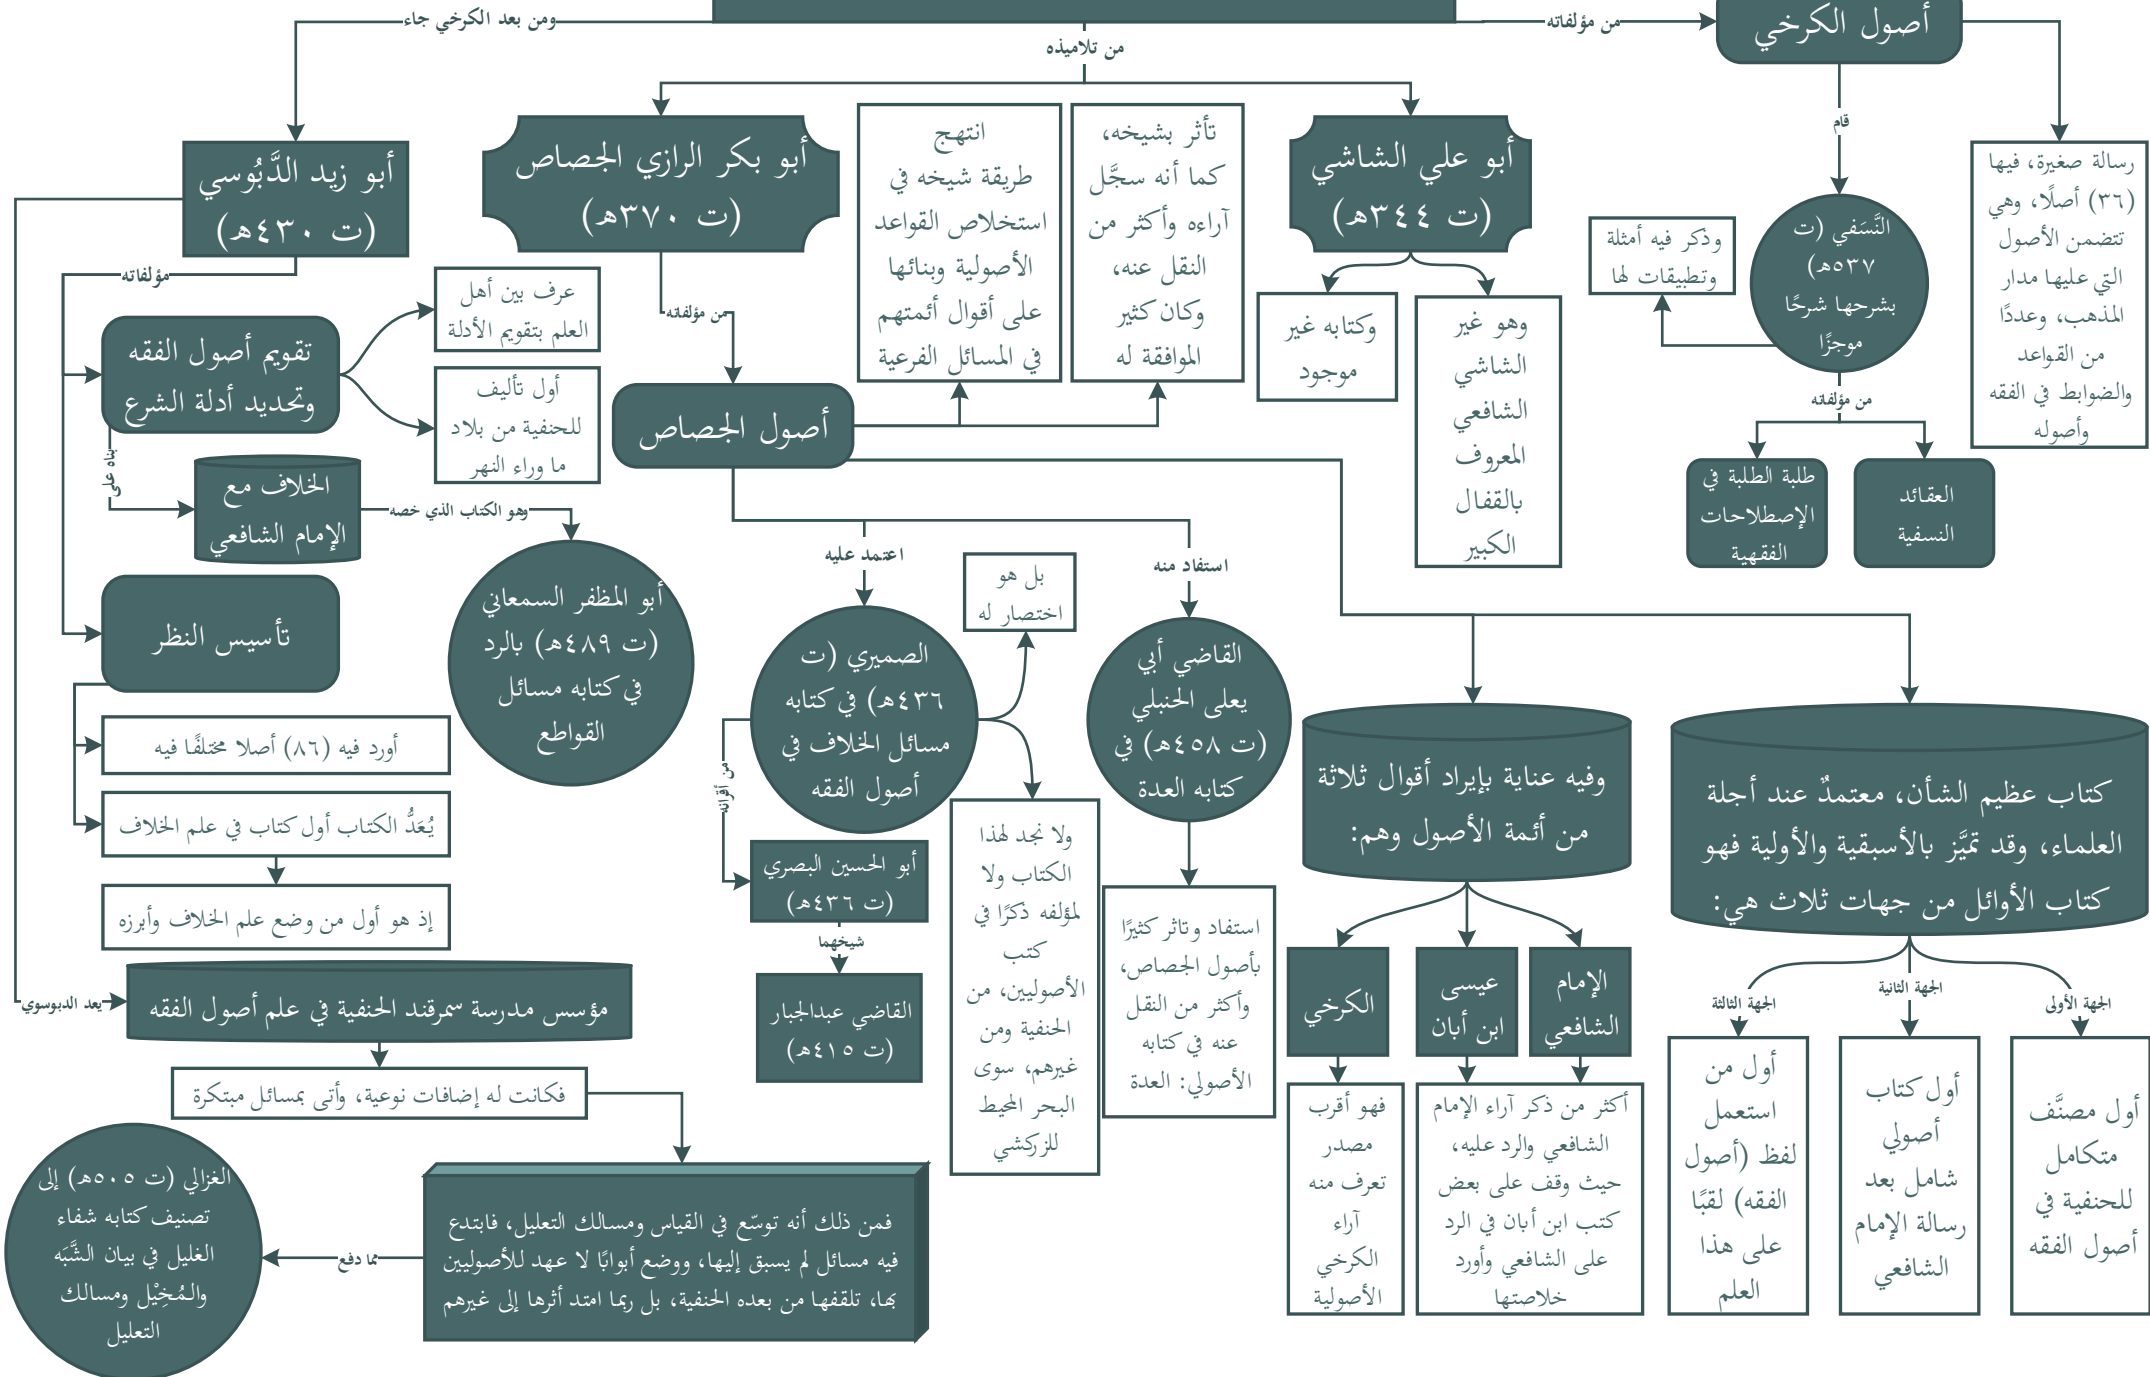 أصول الكرخي
من مؤلفاته
ومن بعد الكرخي جاء
من تلاميذه
رسالة صغيرة، فيها
(٣٦) أصلًا، وهي
تتضمن الأصول
التي عليها مدار
المذهب، وعددًا
من القواعد
والضوابط في الفقه
وأصوله
قام
النَّسَفي (ت
٥٣٧هـ)
بشرحها شرحًا
موجزًا
وذكر فيه أمثلة
وتطبيقات لها
من مؤلفاته
العقائد
النسفية
طلبة الطلبة في
الإصطلاحات
الفقهية
أبو علي الشاشي
(ت ٣٤٤هـ)
وهو غير
الشاشي
الشافعي
المعروف
بالقفال
الكبير
وكتابه غير
موجود
أبو بكر الرازي الجصاص
(ت ٣٧٠هـ)
من مؤلفاته
أصول الجصاص
تأثر بشيخه،
كما أنه سجَّل
آراءه وأكثر من
النقل عنه،
وكان كثير
الموافقة له
انتهج
طريقة شيخه في
استخلاص القواعد
الأصولية وبنائها
على أقوال أئمتهم
في المسائل الفرعية
كتاب عظيم الشأن، معتمدٌ عند أجلة
العلماء، وقد تميَّز بالأسبقية والأولية فهو
كتاب الأوائل من جهات ثلاث هي:
الجهة الأولى
أول مصنَّف
متكامل
للحنفية في
أصول الفقه
الجهة الثانية
أول كتاب
أصولي
شامل بعد
رسالة الإمام
الشافعي
الجهة الثالثة
أول من
استعمل
لفظ (أصول
الفقه) لقبًا
على هذا
العلم
وفيه عناية بإيراد أقوال ثلاثة
من أئمة الأصول وهم:
الإمام
الشافعي
عيسى
ابن أبان
الكرخي
أكثر من ذكر آراء الإمام
الشافعي والرد عليه،
حيث وقف على بعض
كتب ابن أبان في الرد
على الشافعي وأورد
خلاصتها
فهو أقرب
مصدر
تعرف منه
آراء
الكرخي
الأصولية
استفاد منه
القاضي أبي
يعلى الحنبلي
(ت ٤٥٨هـ) في
كتابه العدة
استفاد وتاثر كثيرًا
بأصول الجصاص،
وأكثر من النقل
عنه في كتابه
الأصولي: العدة
اعتمد عليه
الصميري (ت
٤٣٦هـ) في كتابه
مسائل الخلاف في
أصول الفقه
بل هو
اختصار له
ولا نجد لهذا
الكتاب ولا
لمؤلفه ذكرًا في
كتب
الأصوليين، من
الحنفية ومن
غيرهم، سوى
البحر المحيط
للزركشي
من أقرانه
أبو الحسين البصري
(ت ٤٣٦هـ)
شيخهما
القاضي عبدالجبار
(ت ٤١٥هـ)
أبو زيد الدَّبُوسي
(ت ٤٣٠هـ)
مؤلفاته
تقويم أصول الفقه
وتحديد أدلة الشرع
عرف بين أهل
العلم بتقويم الأدلة
أول تأليف
للحنفية من بلاد
ما وراء النهر
بناه على
الخلاف مع
الإمام الشافعي
وهو الكتاب الذي خصه
أبو المظفر السمعاني
(ت ٤٨٩هـ) بالرد
في كتابه مسائل
القواطع
تأسيس النظر
أورد فيه (٨٦) أصلا مختلفًا فيه
يُعَدُّ الكتاب أول كتاب في علم الخلاف
إذ هو أول من وضع علم الخلاف وأبرزه
يعد الدبوسي
مؤسس مدرسة سمرقند الحنفية في علم أصول الفقه
فكانت له إضافات نوعية، وأتى بمسائل مبتكرة
فمن ذلك أنه توسّع في القياس ومسالك التعليل، فابتدع
فيه مسائل لم يسبق إليها، ووضع أبوابًا لا عهد للأصوليين
بها، تلقفها من بعده الحنفية، بل ربما امتد أثرها إلى غيرهم
مما دفع
الغزالي (ت ٥٠٥هـ) إلى
تصنيف كتابه شفاء
الغليل في بيان الشَّبَه
والمُخِيْل ومسالك
التعليل